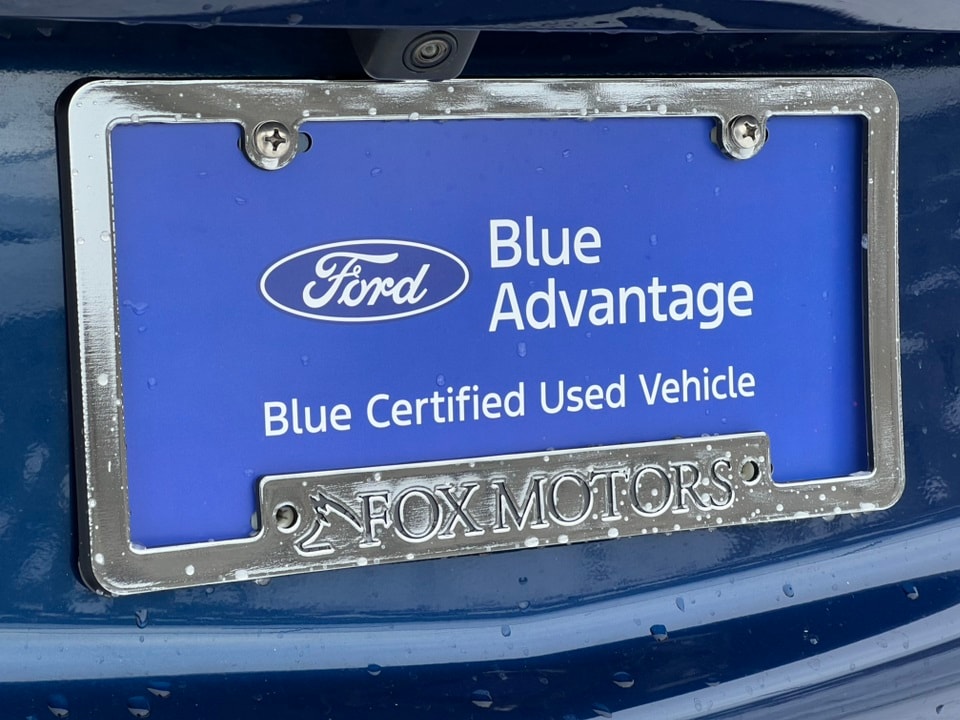 Ford
Blue
Advantage
Blue Certified Used Vehicle
FOX MOTORS